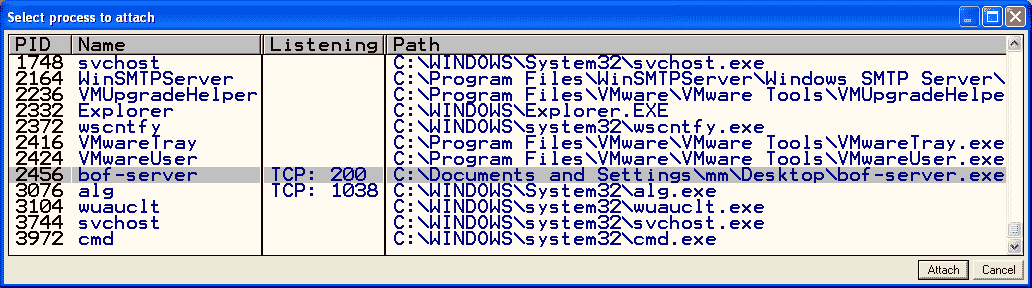 Select process to attach
PID Name Listening Path
1748 svchost C:\WINDOWS\System32\svchost.exe
2164 WinSMTPServer C:\Program Files\WinSMTPServer\Windows SMTP Server\
2236 VMUpgradeHelper C:\Program Files\VMware\VMware Tools\VMUpgradeHelpe
2332 Explorer C:\WINDOWS\Explorer.EXE
2372 wscntfy C:\WINDOWS\system32\wscntfy.exe
2416 VMwareTray C:\Program Files\VMware\VMware Tools\VMwareTray.exe
2424 VMwareUser C:\Program Files\VMware\VMware Tools\VMwareUser.exe
2456 bof-server TCP: 200 C:\Documents and Settings\mm\Desktop\bof-server.exe
3076 alg TCP: 1038 C:\WINDOWS\System32\alg.exe
3104 wuauclt C:\WINDOWS\system32\wuauclt.exe
3744 svchost C:\WINDOWS\system32\svchost.exe
3972 cmd C:\WINDOWS\system32\cmd.exe
Attach Cancel